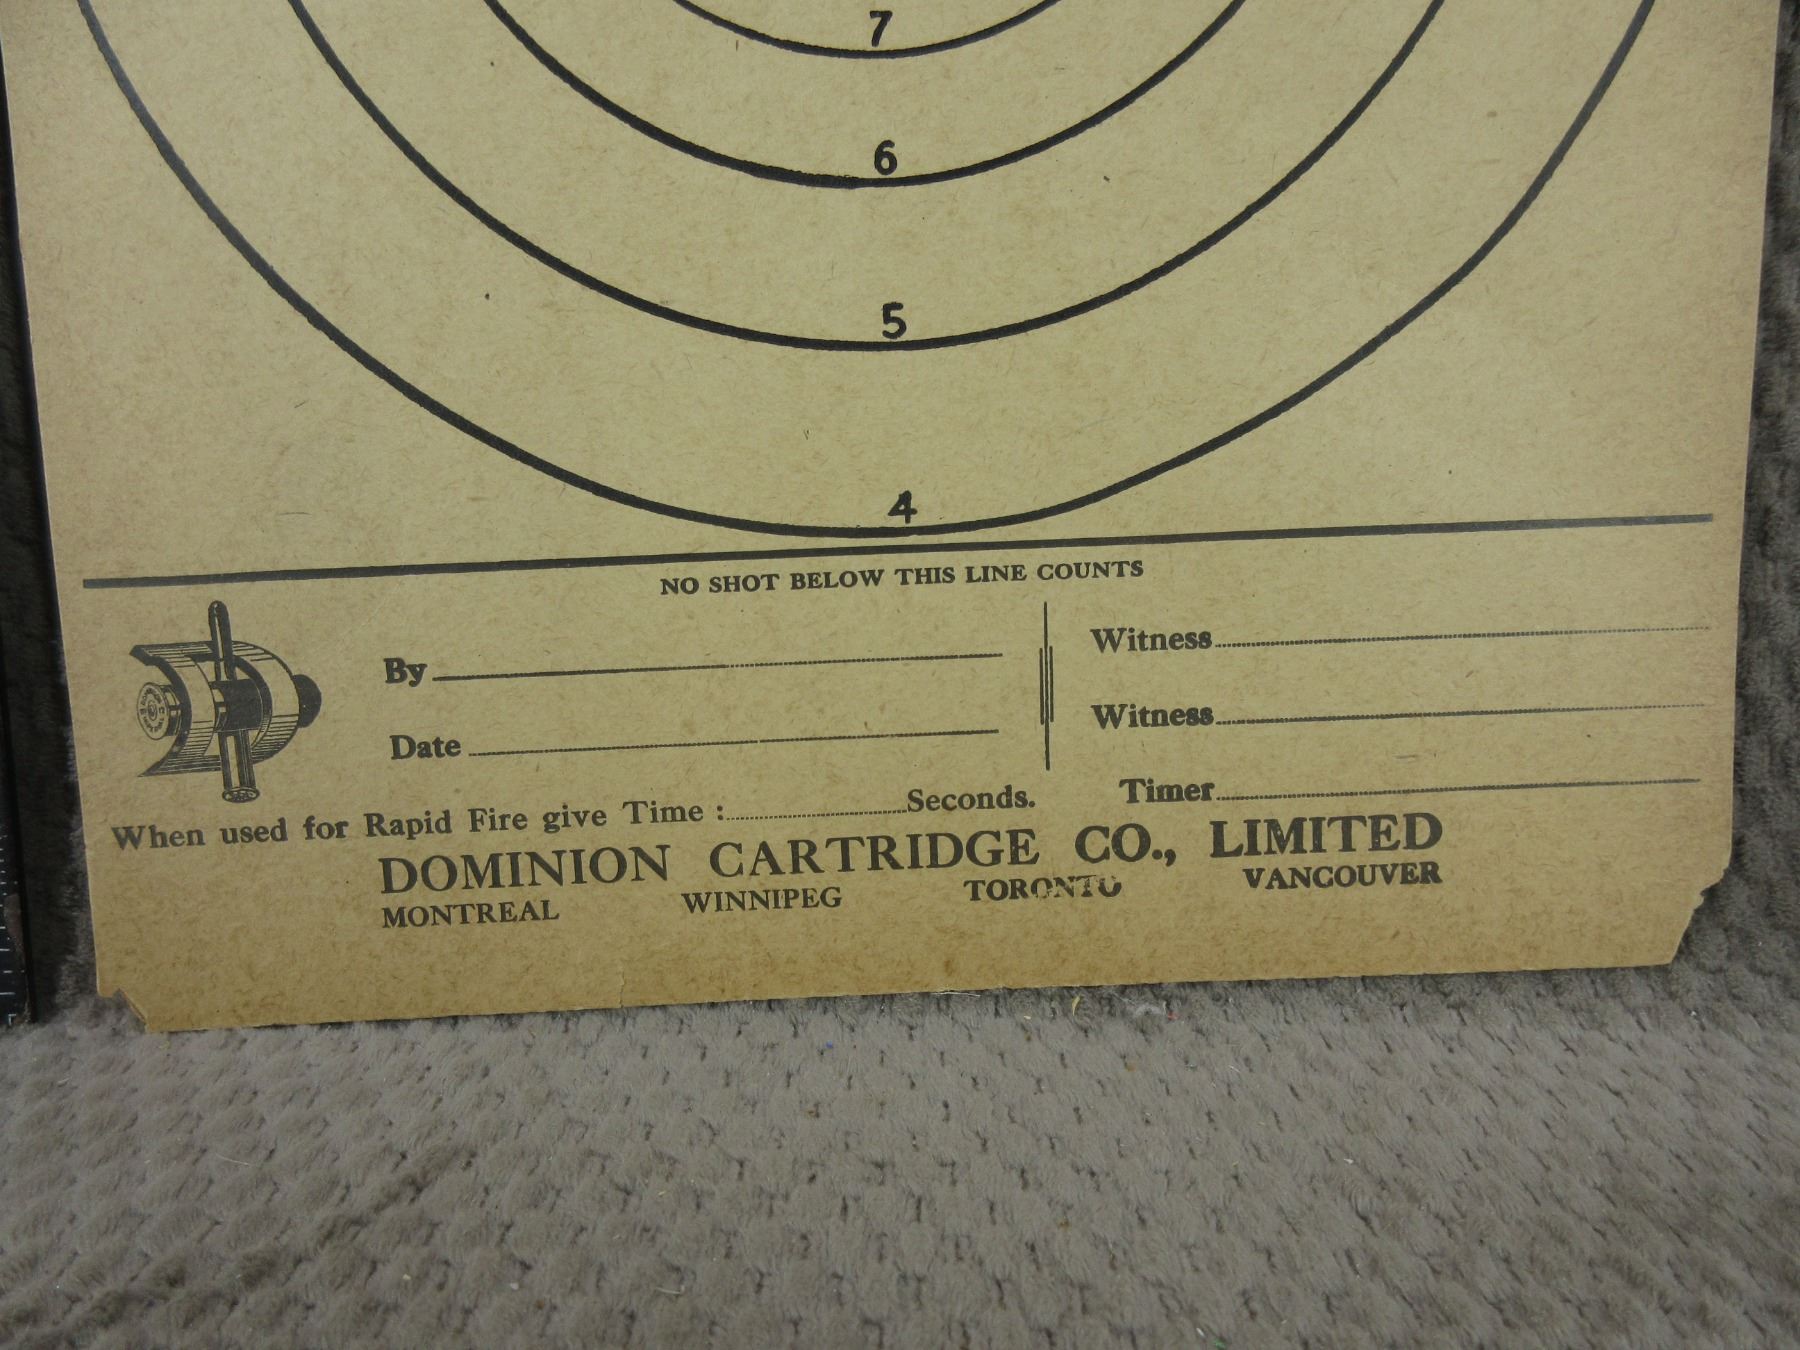 7
6
5
4
NO SHOT BELOW THIS LINE COUNTS
By
Date
Witness
Witness
When used for Rapid Fire give Time : Seconds.
Timer
DOMINION CARTRIDGE CO., LIMITED
MONTREAL WINNIPEG TORONTO VANCOUVER